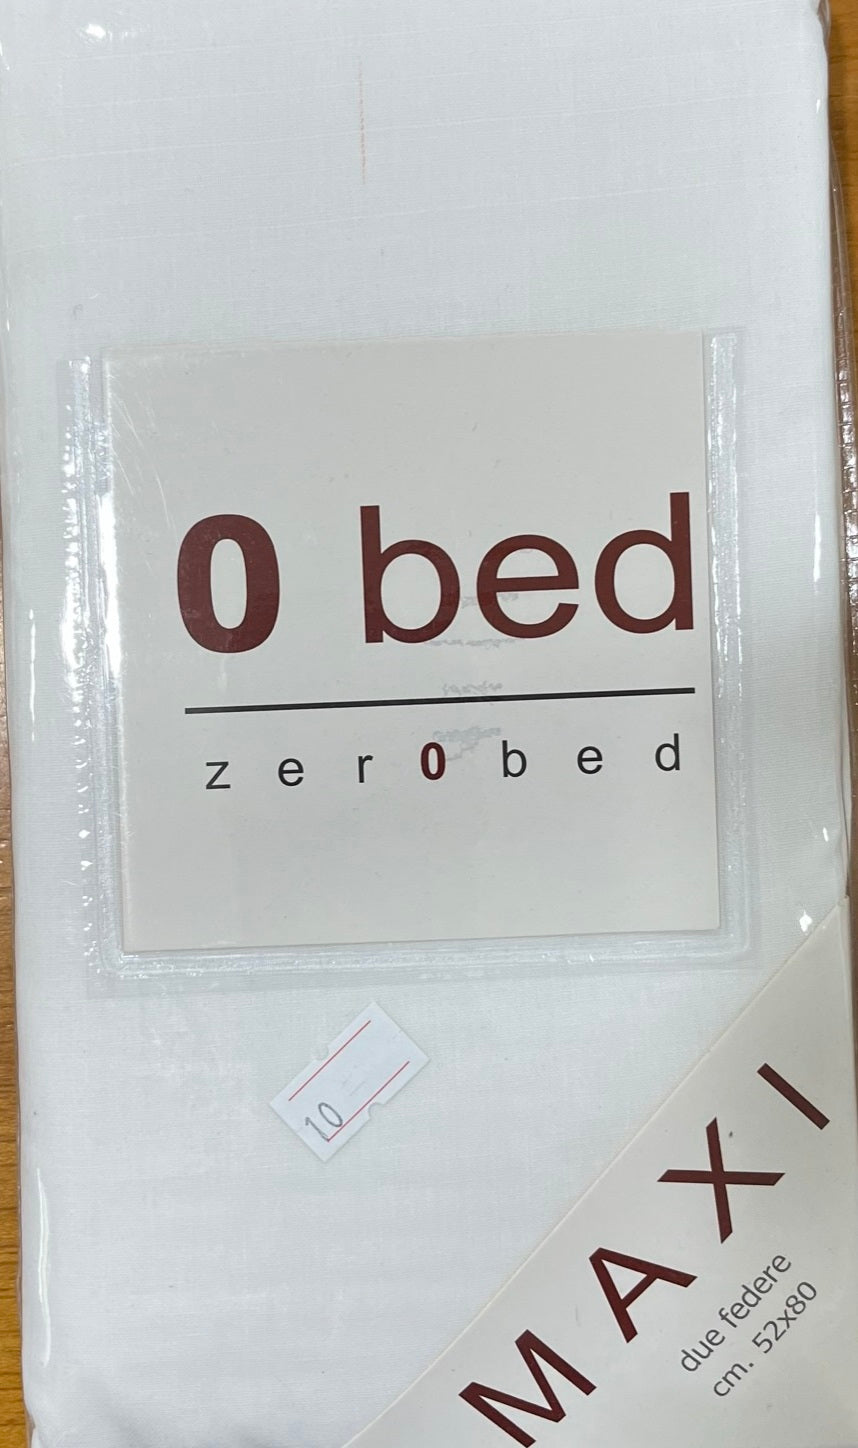 0 bed
zer0bed
10
MAXI
due federe
cm. 52x80